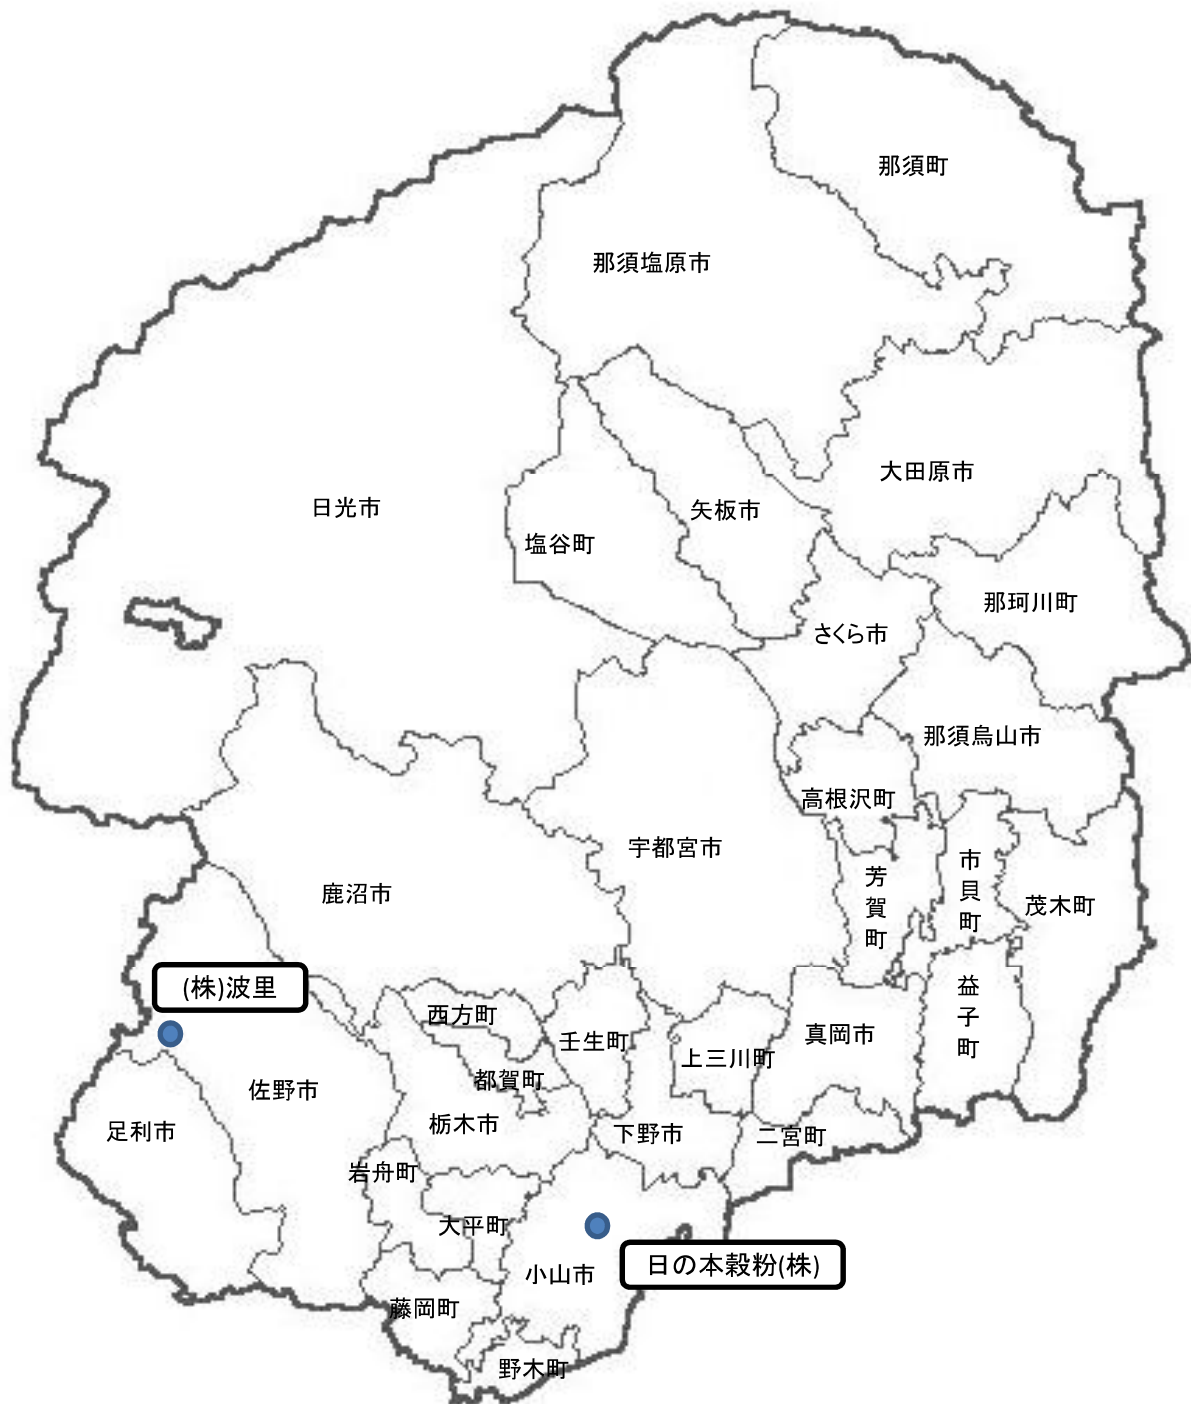 那須町
那須塩原市
大田原市
日光市
矢板市
塩谷町
那珂川町
さくら市
那須烏山市
高根沢町
宇都宮市
市貝町
芳賀町
鹿沼市
茂木町
(株)波里
益子町
西方町
壬生町
真岡市
上三川町
都賀町
佐野市
栃木市
足利市
下野市
二宮町
岩舟町
大平町
日の本穀粉(株)
小山市
藤岡町
野木町